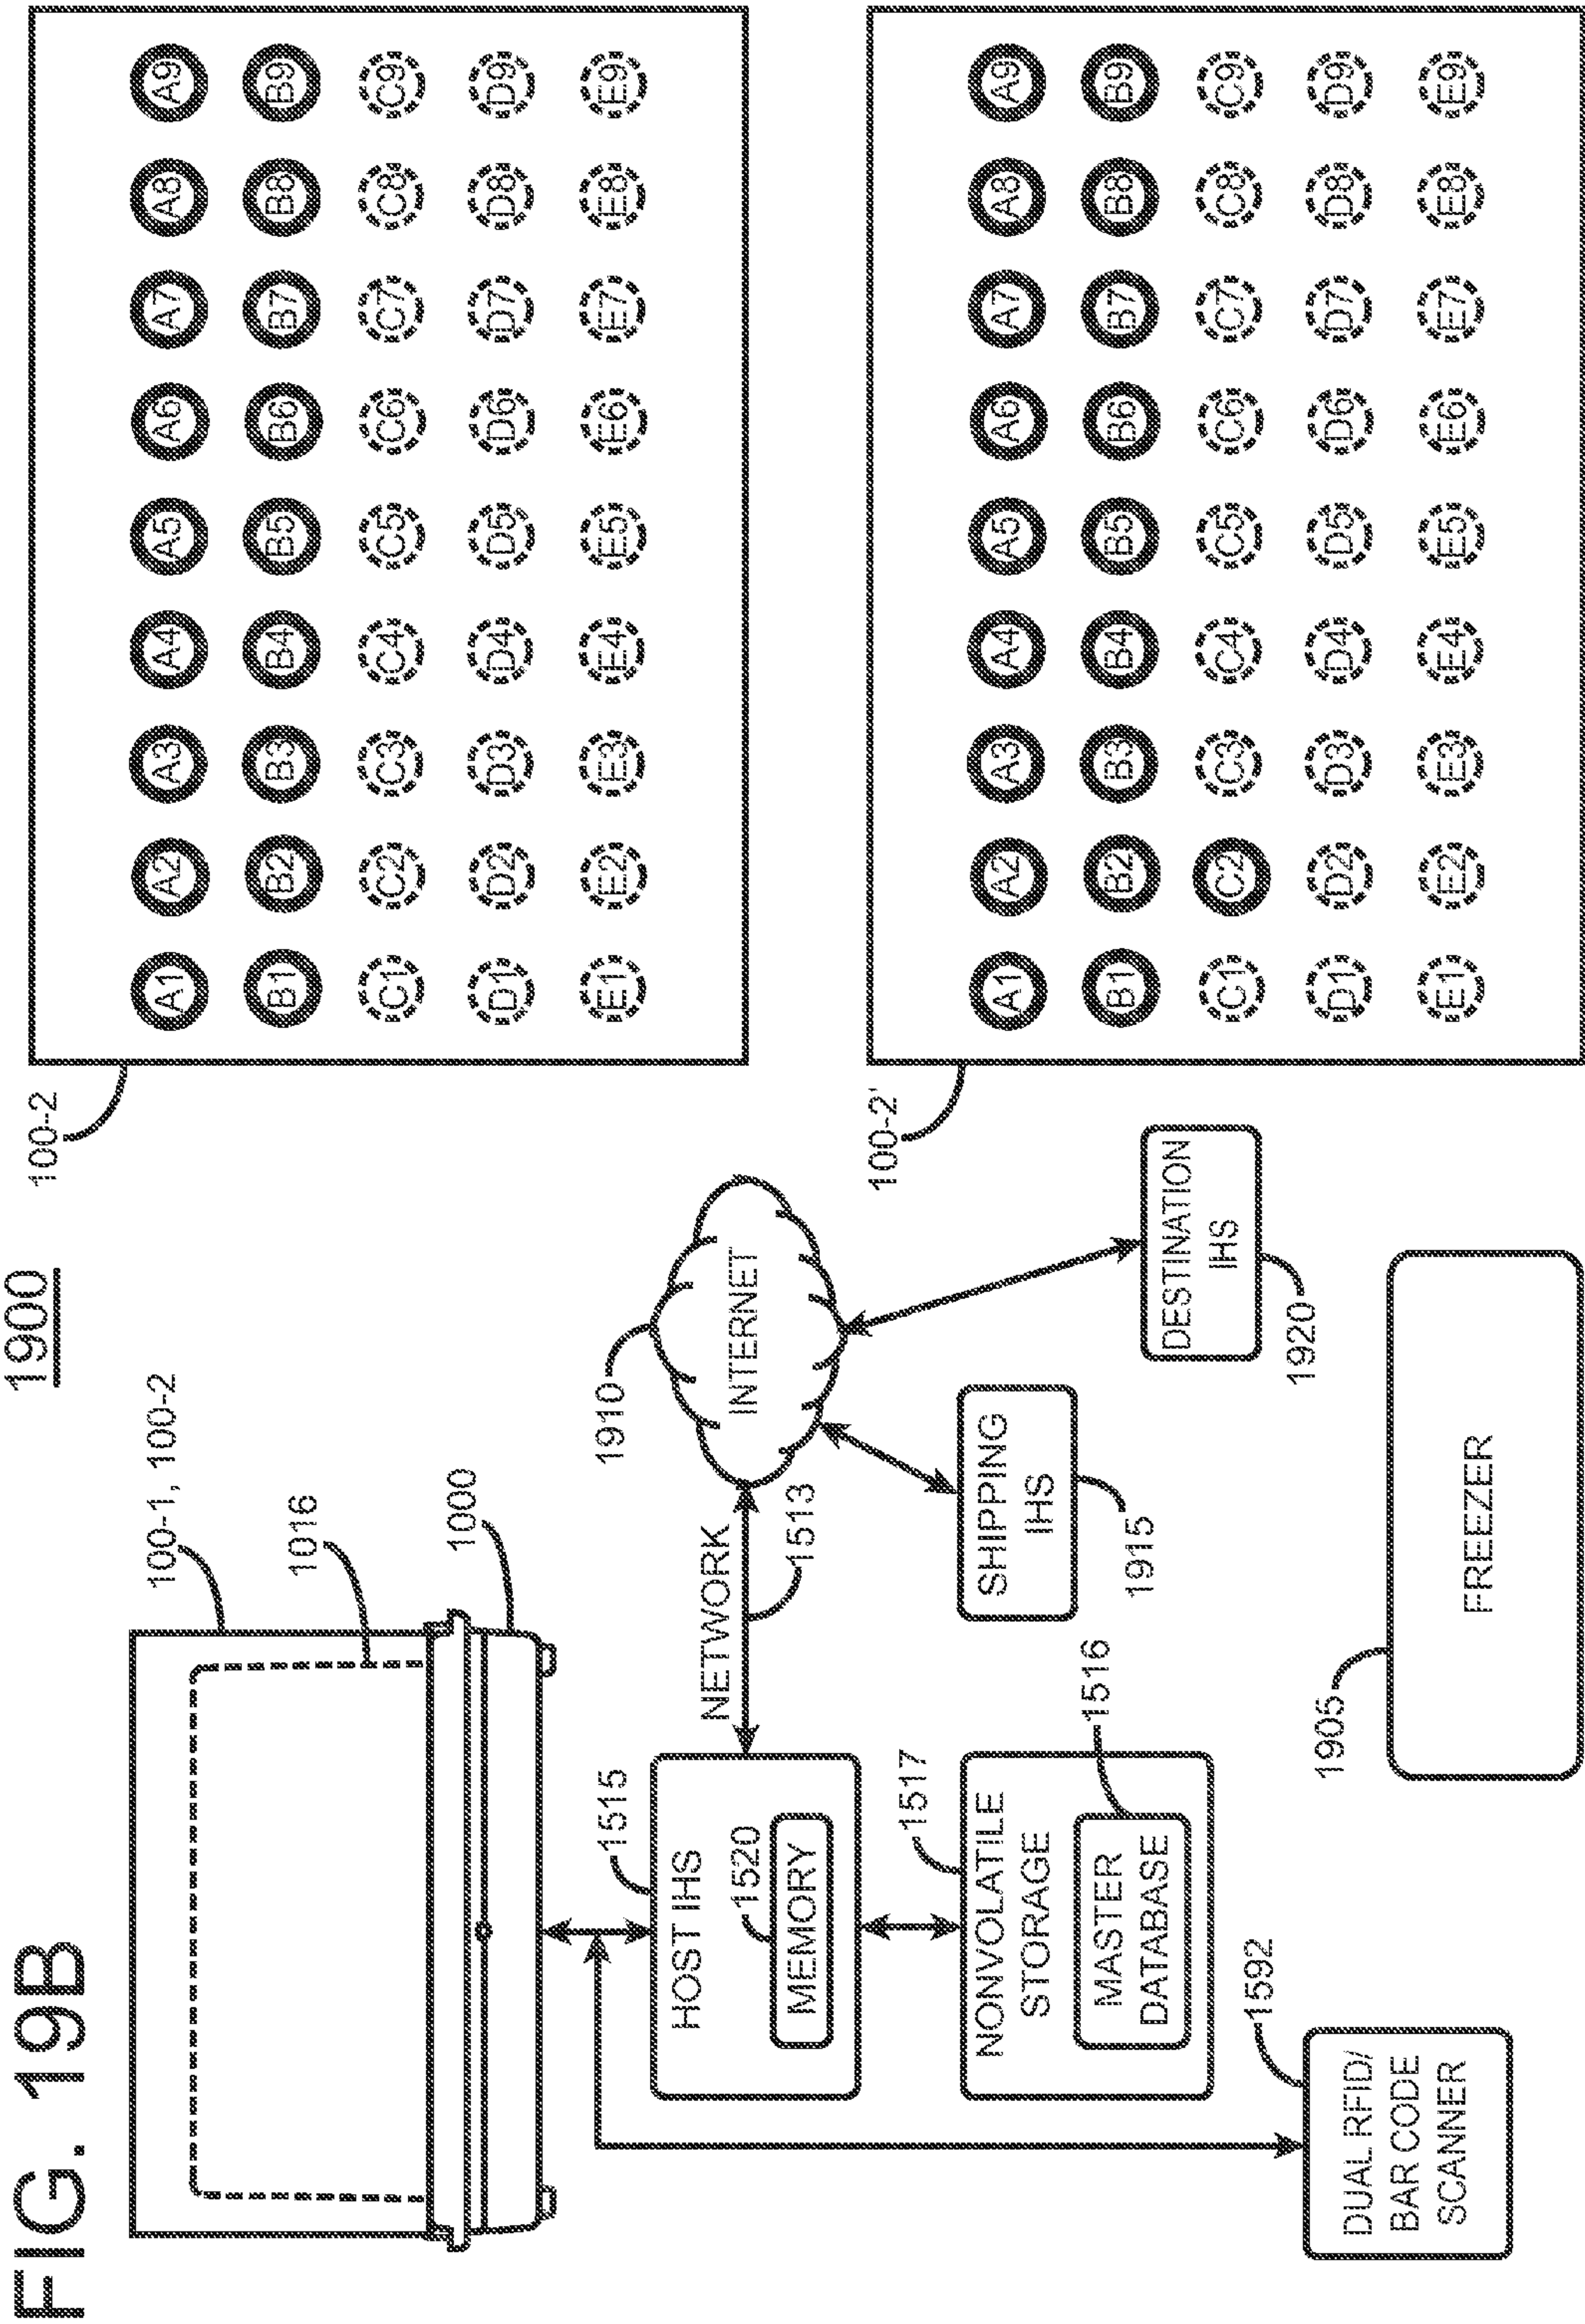 FIG. 19B
1900
100-1, 100-2
1016
1000
1515
HOST IHS
1520
MEMORY
NETWORK
1513
1910
INTERNET
1517
NONVOLATILE
STORAGE
1516
MASTER
DATABASE
SHIPPING
IHS
1915
DESTINATION
IHS
1920
1592
DUAL RFID/
BAR CODE
SCANNER
1905
FREEZER
100-2
A1 A2 A3 A4 A5 A6 A7 A8 A9
B1 B2 B3 B4 B5 B6 B7 B8 B9
C1 C2 C3 C4 C5 C6 C7 C8 C9
D1 D2 D3 D4 D5 D6 D7 D8 D9
E1 E2 E3 E4 E5 E6 E7 E8 E9
100-2'
A1 A2 A3 A4 A5 A6 A7 A8 A9
B1 B2 B3 B4 B5 B6 B7 B8 B9
C1 C2 C3 C4 C5 C6 C7 C8 C9
D1 D2 D3 D4 D5 D6 D7 D8 D9
E1 E2 E3 E4 E5 E6 E7 E8 E9